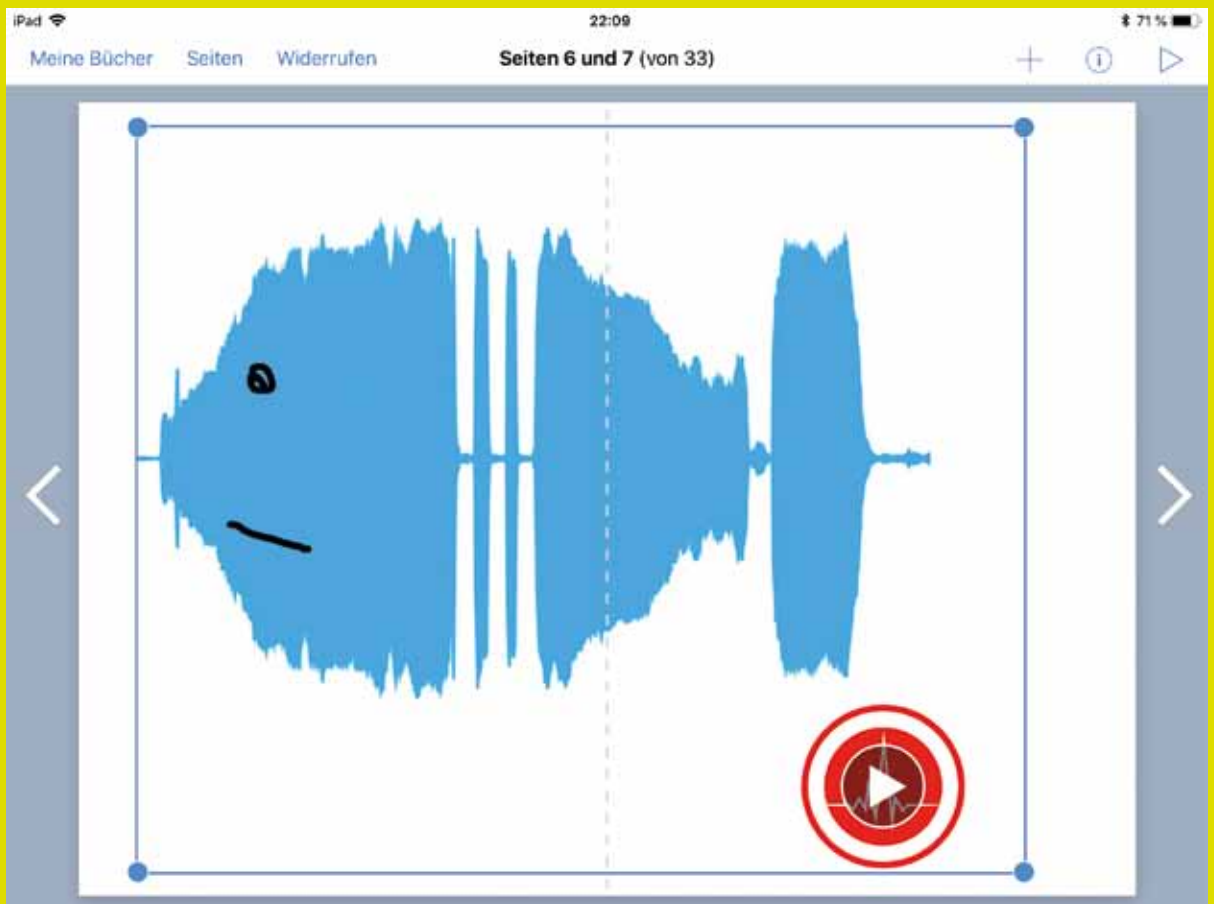 iPad 22:09 71 %
Meine Bücher Seiten Widerrufen Seiten 6 und 7 (von 33)